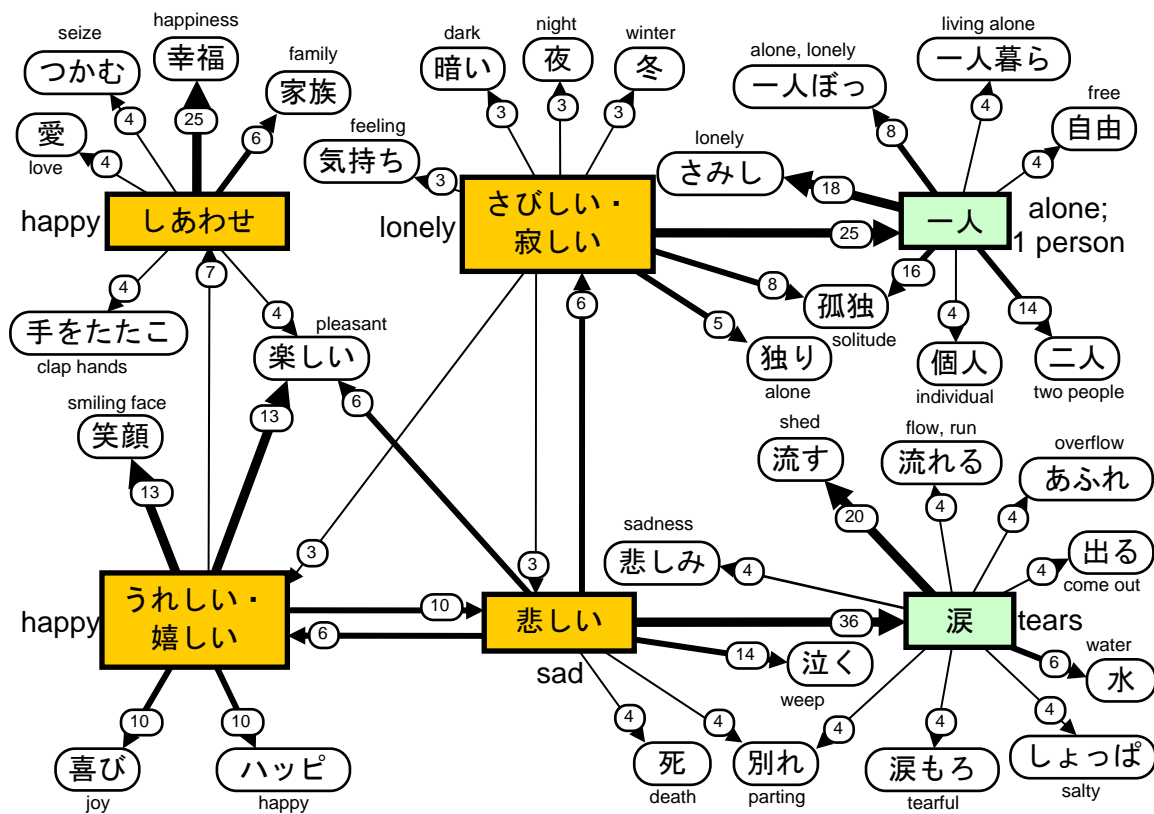 seize
happiness
つかむ
幸福
25
family
家族
4
6
愛
love
4
happy
しあわせ
7
4
手をたたこ
clap hands
4
pleasant
楽しい
smiling face
笑顔
13
13
6
happy
うれしい・
嬉しい
10
喜び
joy
10
ハッピ
happy
dark
暗い
3
night
夜
3
winter
冬
3
feeling
気持ち
3
lonely
さびしい・
寂しい
25
8
孤独
solitude
5
独り
alone
6
3
3
10
6
悲しい
sad
36
14
泣く
weep
4
死
death
4
別れ
parting
alone, lonely
一人ぼっ
8
living alone
一人暮ら
4
free
自由
4
lonely
さみし
18
一人
alone;
1 person
16
4
個人
individual
14
二人
two people
shed
流す
20
flow, run
流れる
4
overflow
あふれ
4
sadness
悲しみ
4
出る
come out
4
涙
tears
water
水
6
4
4
涙もろ
tearful
4
しょっぱ
salty